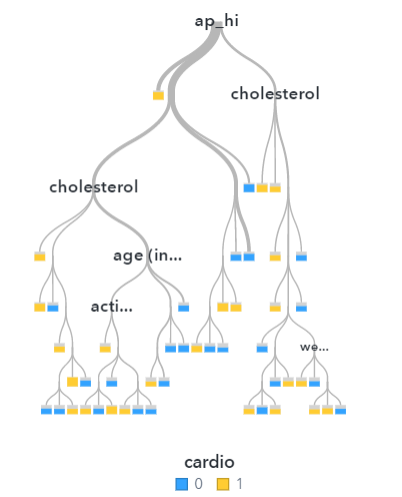 ap_hi
cholesterol
cholesterol
age (in...
acti...
we...
cardio
0 1